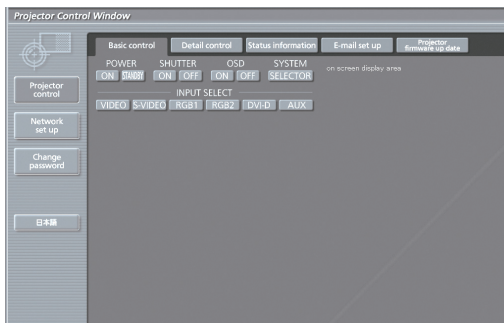 Projector Control Window
Basic control Detail control Status information E-mail set up Projector firmware up date
POWER SHUTTER OSD SYSTEM
ON STANDBY ON OFF ON OFF SELECTOR
on screen display area
INPUT SELECT
VIDEO S-VIDEO RGB1 RGB2 DVI-D AUX
Projector
control
Network
set up
Change
password
日本語